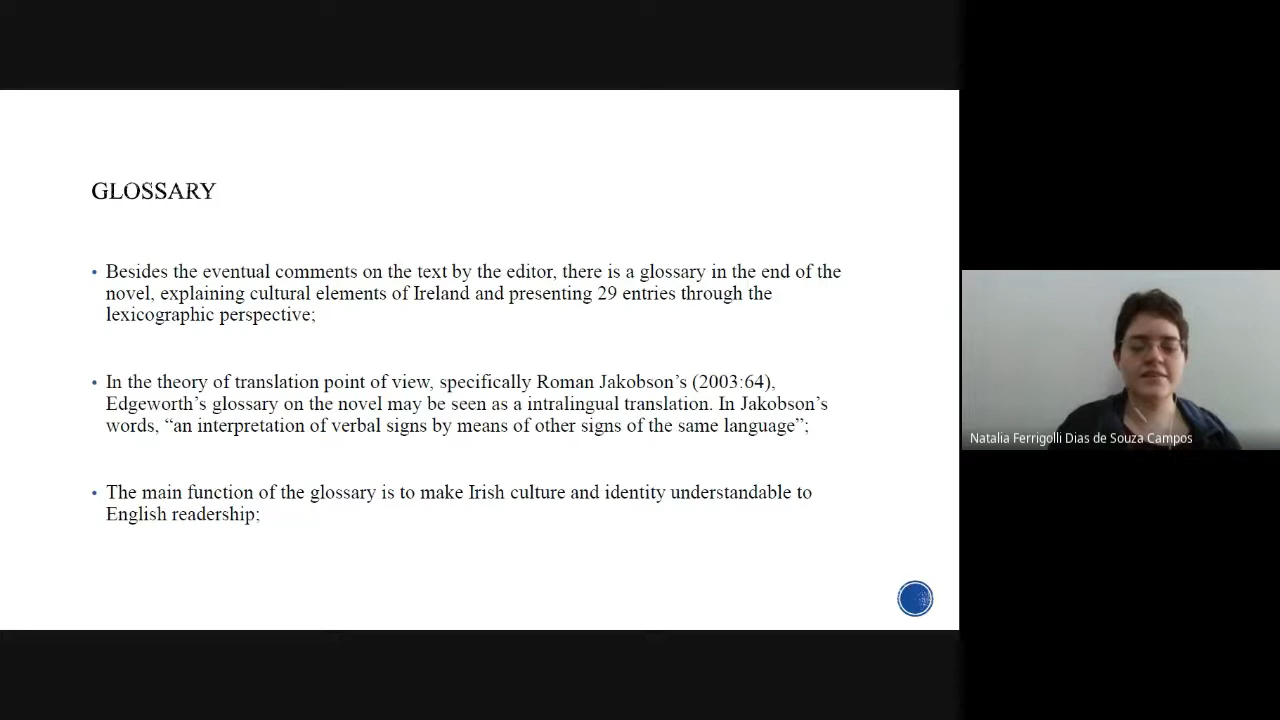 GLOSSARY
• Besides the eventual comments on the text by the editor, there is a glossary in the end of the
novel, explaining cultural elements of Ireland and presenting 29 entries through the
lexicographic perspective;
• In the theory of translation point of view, specifically Roman Jakobson’s (2003:64),
Edgeworth’s glossary on the novel may be seen as a intralingual translation. In Jakobson’s
words, “an interpretation of verbal signs by means of other signs of the same language”;
• The main function of the glossary is to make Irish culture and identity understandable to
English readership;
Natalia Ferrigolli Dias de Souza Campos